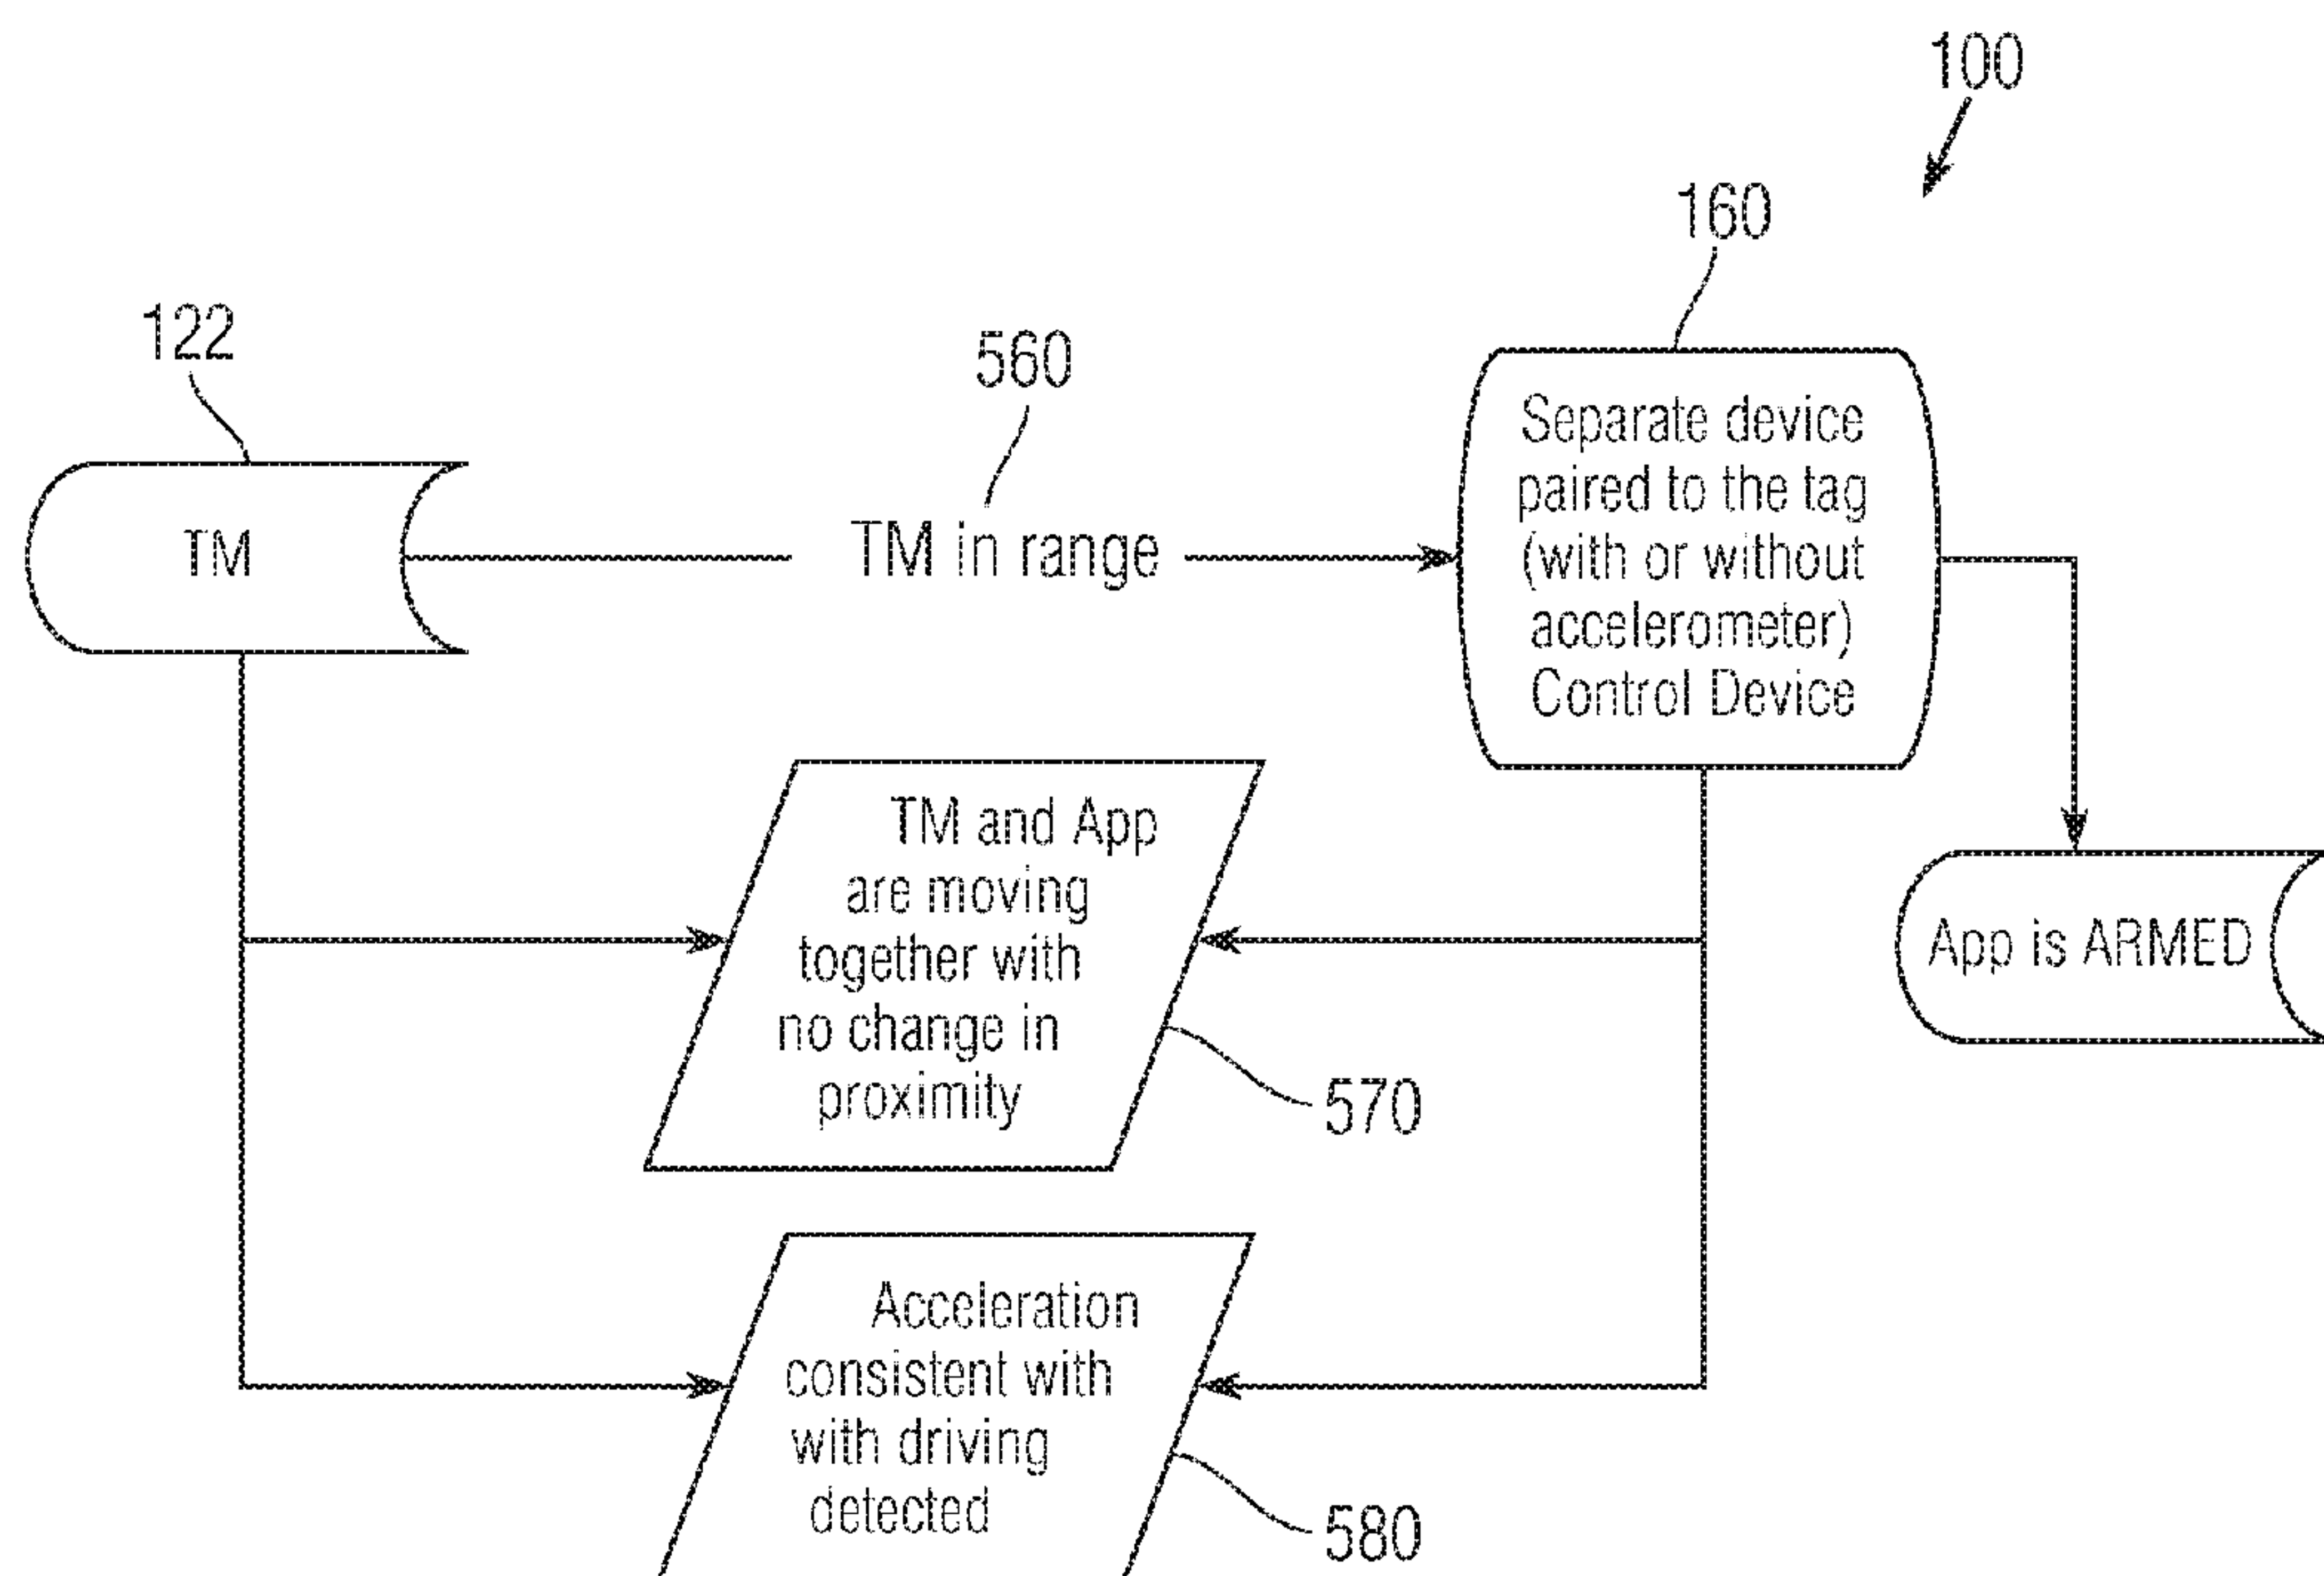 100
160
122
560
Separate device
paired to the tag
(with or without
accelerometer)
Control Device
TM
TM in range
TM and App
are moving
together with
no change in
proximity
App is ARMED
570
Acceleration
consistent with
with driving
detected
580